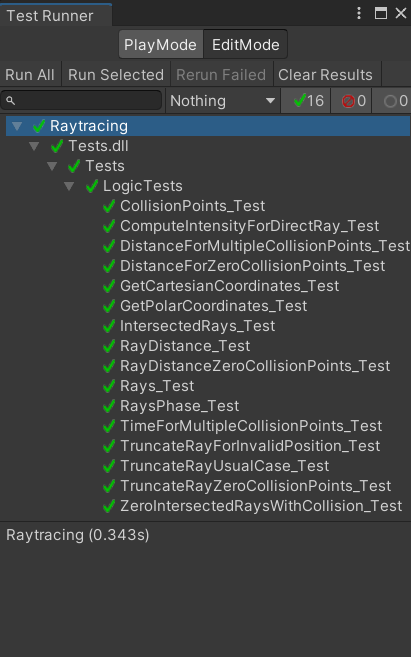 Test Runner
PlayMode EditMode
Run All Run Selected Rerun Failed Clear Results
Nothing 16 0 0
Raytracing
Tests.dll
Tests
LogicTests
CollisionPoints_Test
ComputeIntensityForDirectRay_Test
DistanceForMultipleCollisionPoints_Test
DistanceForZeroCollisionPoints_Test
GetCartesianCoordinates_Test
GetPolarCoordinates_Test
IntersectedRays_Test
RayDistance_Test
RayDistanceZeroCollisionPoints_Test
Rays_Test
RaysPhase_Test
TimeForMultipleCollisionPoints_Test
TruncateRayForInvalidPosition_Test
TruncateRayUsualCase_Test
TruncateRayZeroCollisionPoints_Test
ZeroIntersectedRaysWithCollision_Test
Raytracing (0.343s)